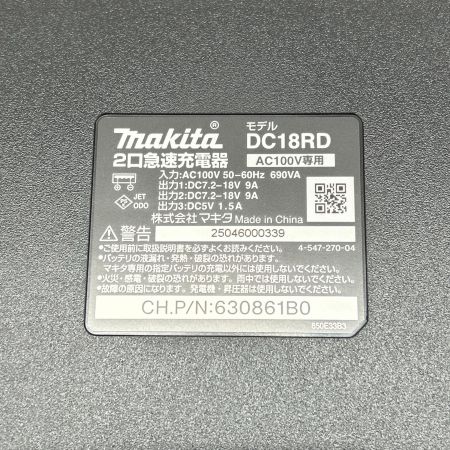 makita®
モデル DC18RD
2口急速充電器
AC100V専用
入力:AC100V 50-60Hz 690VA
出力1:DC7.2-18V 9A
出力2:DC7.2-18V 9A
出力3:DC5V 1.5A
JET
株式会社マキタ Made in China
⚠警告 25046000339
4-547-270-04
•ご使用前に取扱説明書を必ずよくお読みください。
•バッテリの液漏れ・発熱・破裂の恐れがあります。
マキタ専用の指定バッテリの充電以外には使用しないでください。
•火災・感電・破裂の恐れがあります。雨中では使用しないでください。
•故障の原因になります。発電機・昇圧器は使用しないでください。
CH.P/N:630861B0
850E33B3